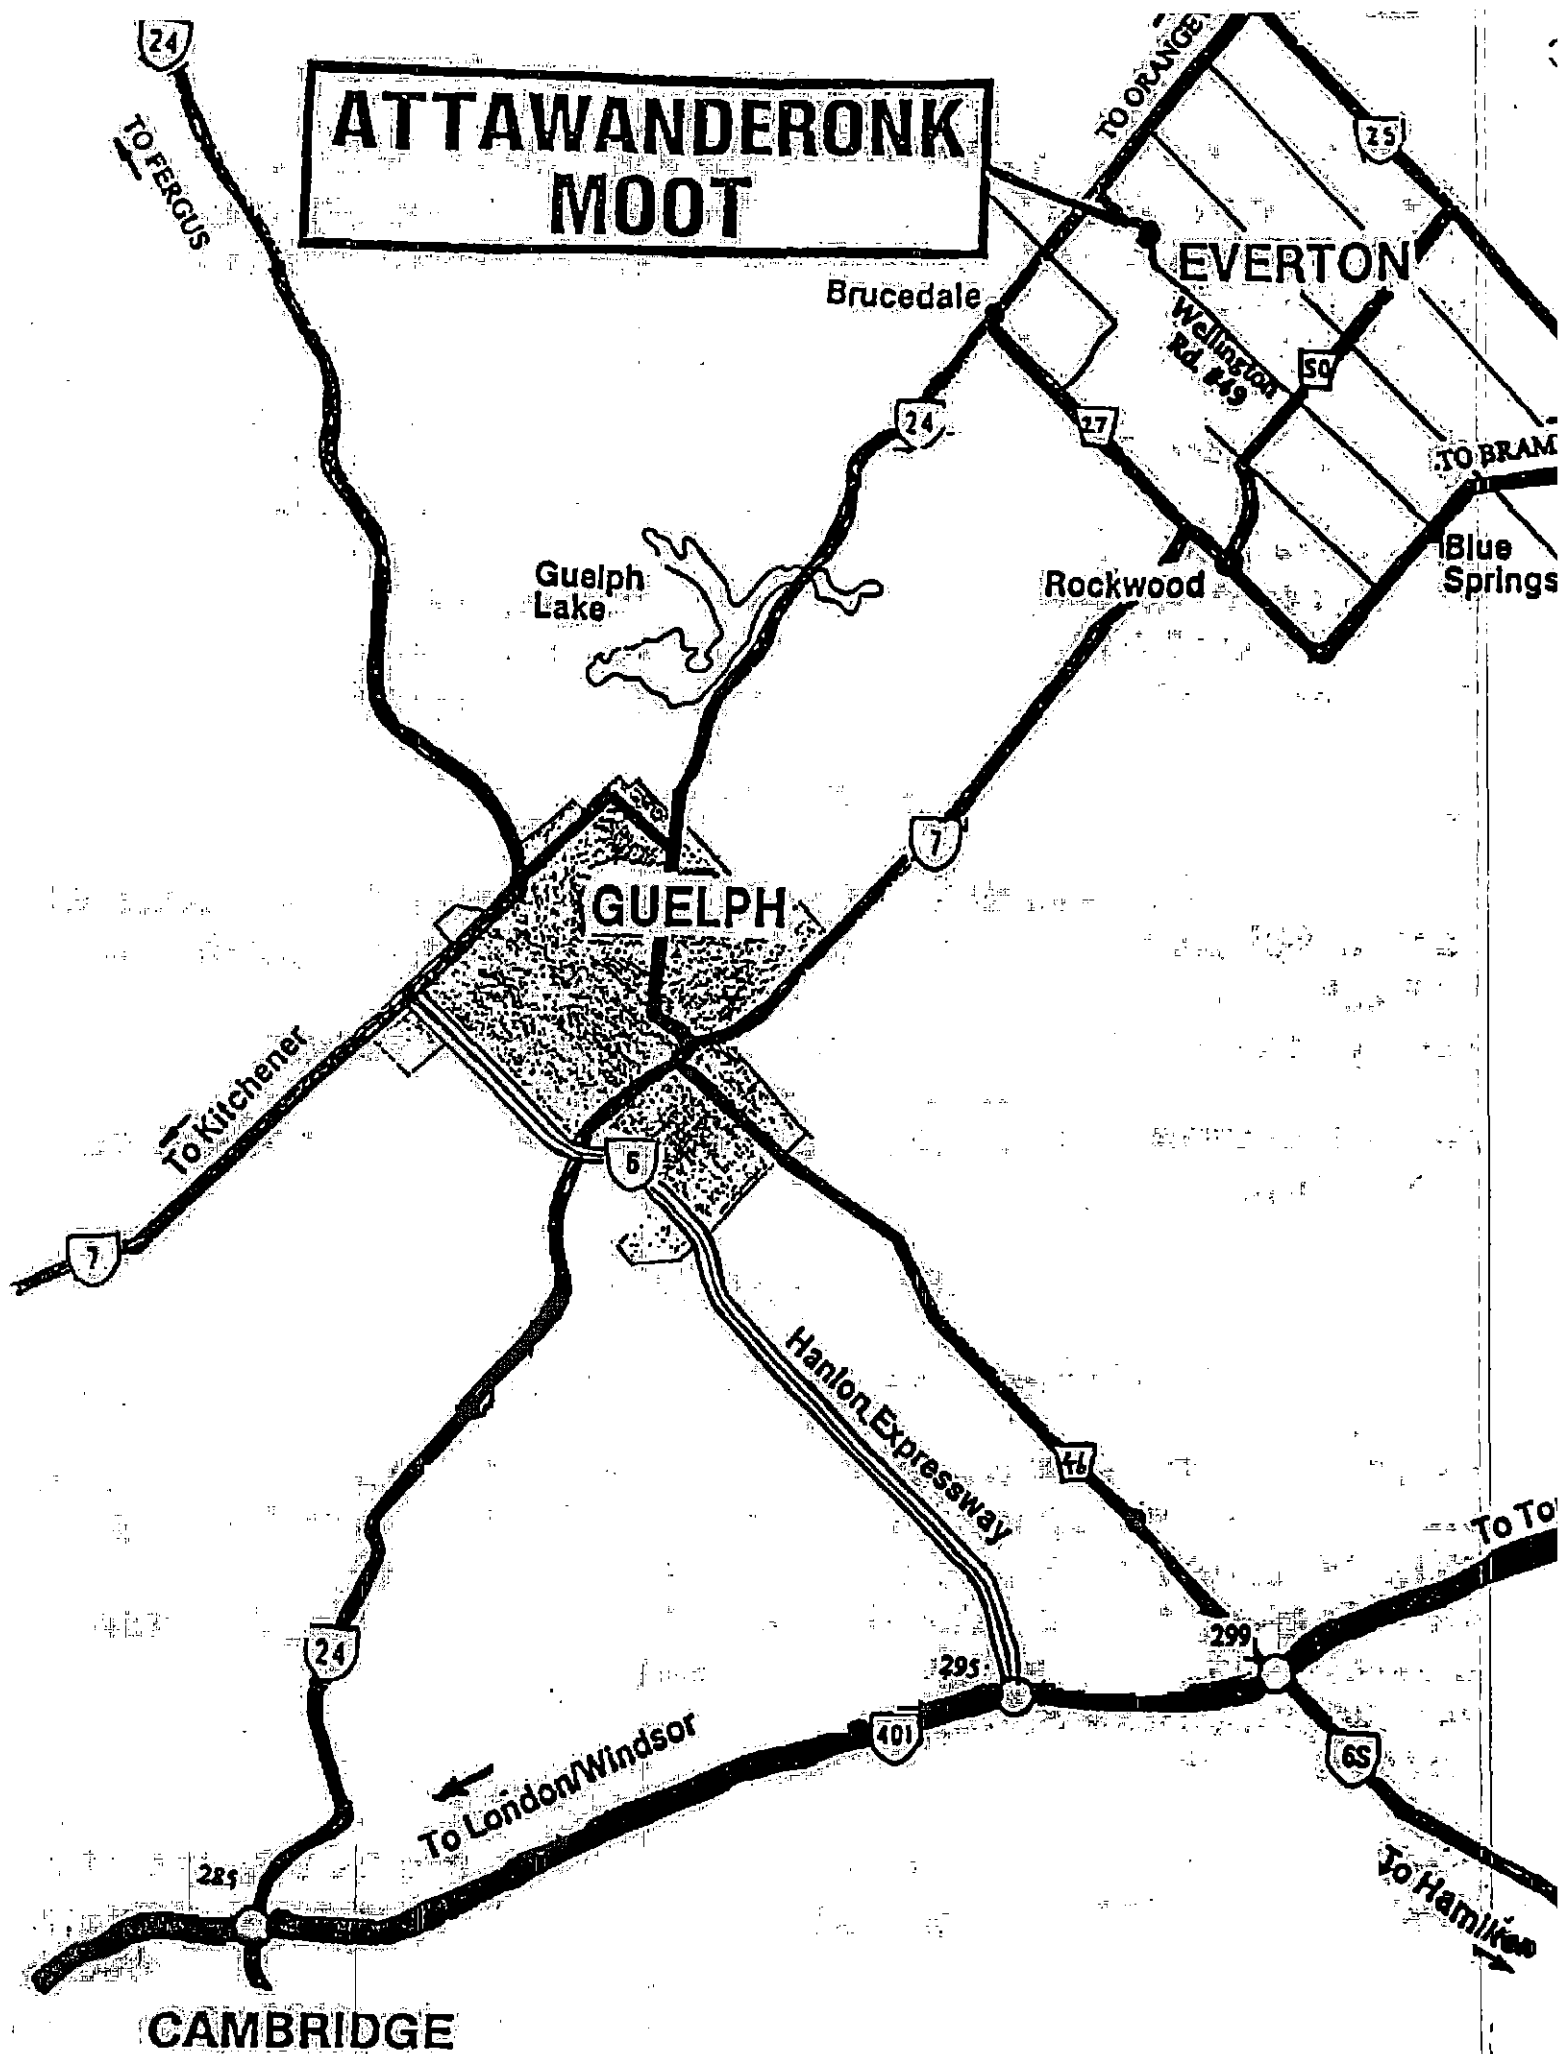 24
TO FERGUS
ATTAWANDERONK
MOOT
TO ORANGE
25
EVERTON
Brucedale
Wellington
Rd. #49
50
24
27
TO BRAM
Guelph
Lake
Rockwood
Blue
Springs
7
GUELPH
To Kitchener
6
7
Hanlon Expressway
46
To To
24
299
295
401
6S
To London/Windsor
285
To Hamilton
CAMBRIDGE